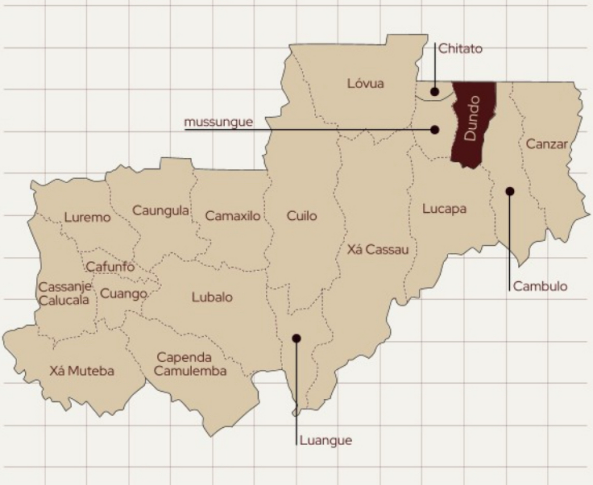 Chitato
Lóvua
Dundo
mussungue
Canzar
Luremo
Caungula
Camaxilo
Cuilo
Lucapa
Xá Cassau
Cafunfo
Cassanje
Calucala
Cuango
Lubalo
Cambulo
Xá Muteba
Capenda
Camulemba
Luangue